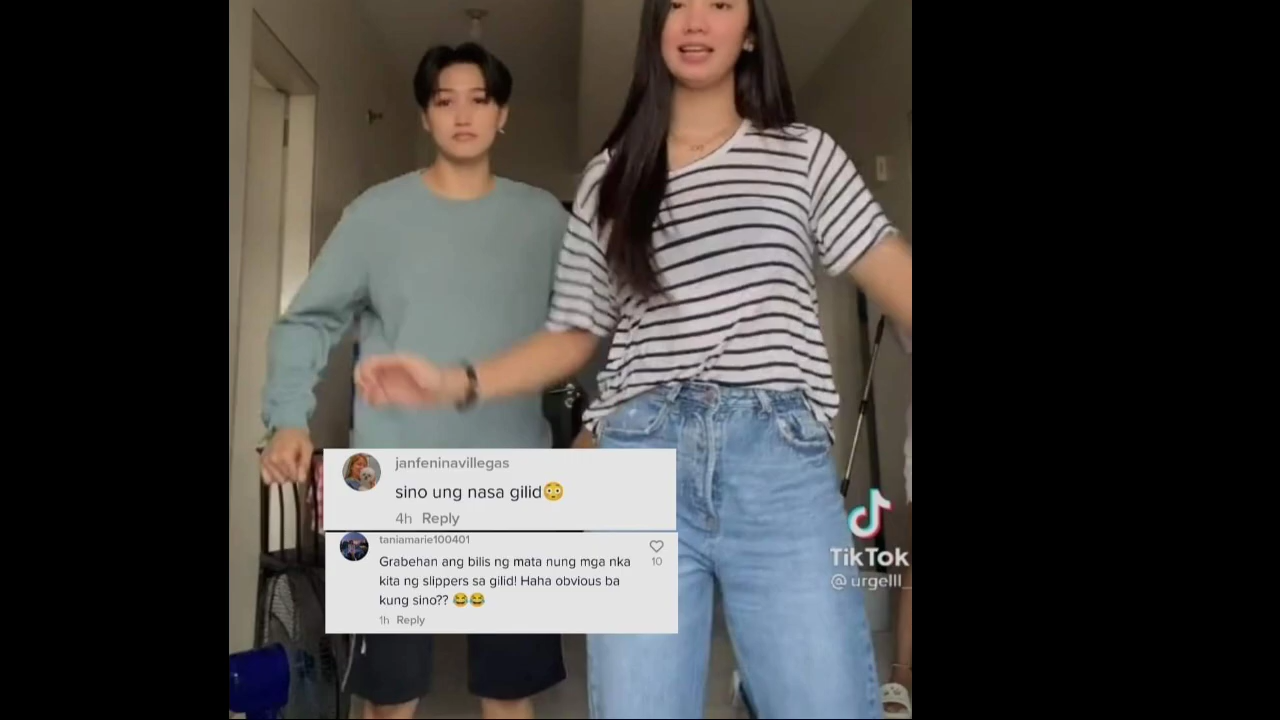 janfeninavillegas
sino ung nasa gilid😳
4h Reply
taniamarie100401
Grabehan ang bilis ng mata nung mga nka
10
kita ng slippers sa gilid! Haha obvious ba
kung sino?? 😂😂
1h Reply
TikTok
@urgelll_